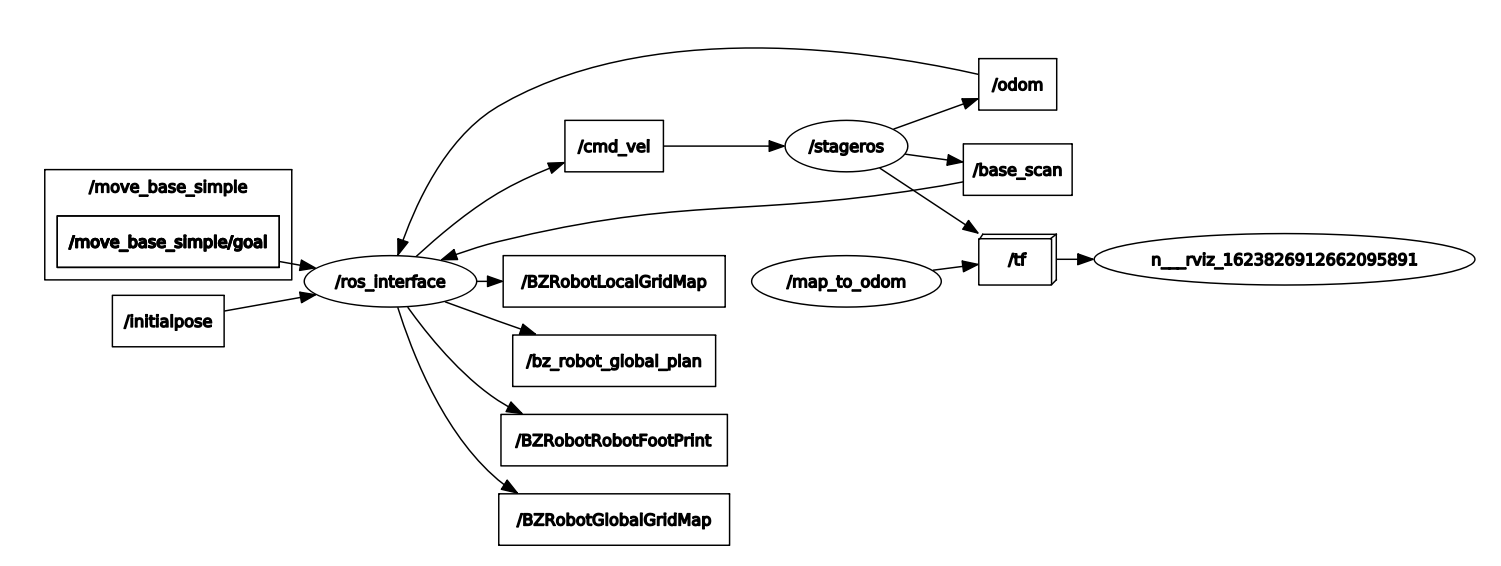 /odom
/cmd_vel
/stageros
/base_scan
/move_base_simple
/move_base_simple/goal
/tf
n___rviz_1623826912662095891
/ros_interface
/BZRobotLocalGridMap
/map_to_odom
/initialpose
/bz_robot_global_plan
/BZRobotRobotFootPrint
/BZRobotGlobalGridMap